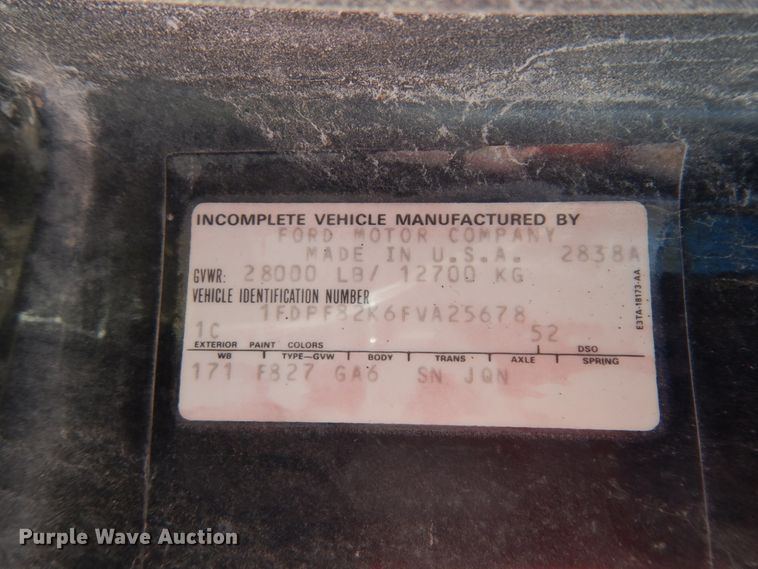 INCOMPLETE VEHICLE MANUFACTURED BY
FORD MOTOR COMPANY
MADE IN U.S.A. 2838A
GVWR: 28000 LB/ 12700 KG
VEHICLE IDENTIFICATION NUMBER
1FDPF82K6FVA25678
1C 52
EXTERIOR PAINT COLORS DSO
WB TYPE-GVW BODY TRANS AXLE SPRING
171 F827 GA6 SN JQN
E3TA-18173-AA
Purple Wave Auction